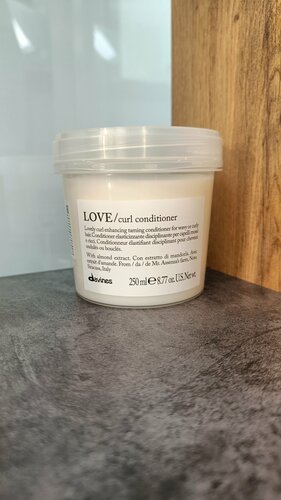 LOVE/curl conditioner
Lovely curl enhancing taming conditioner for wavy or curly
hair. Conditioner elasticizzante disciplinante per capelli mossi
o ricci. Conditionneur élastifiant disciplinant pour cheveux
ondulés ou bouclés.
With almond extract. Con estratto di mandorla. Avec
extrait d'amande. From / da / de Mr. Assenza's farm, Noto,
Siracusa, Italy
davines
250 ml ℮ 8.77 oz. U.S. Net wt.